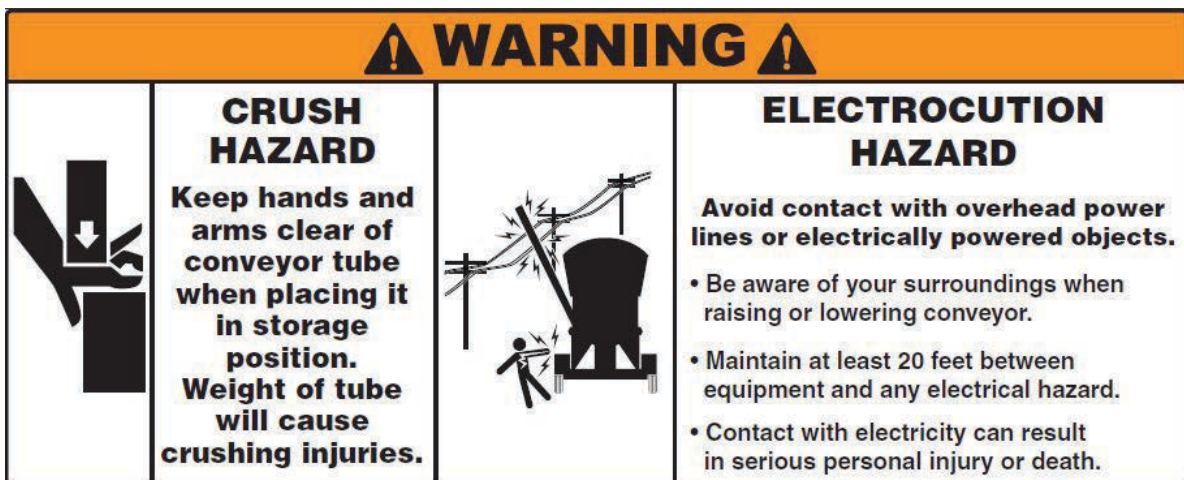 WARNING
CRUSH
HAZARD
Keep hands and
arms clear of
conveyor tube
when placing it
in storage
position.
Weight of tube
will cause
crushing injuries.
ELECTROCUTION
HAZARD
Avoid contact with overhead power
lines or electrically powered objects.
• Be aware of your surroundings when
raising or lowering conveyor.
• Maintain at least 20 feet between
equipment and any electrical hazard.
• Contact with electricity can result
in serious personal injury or death.